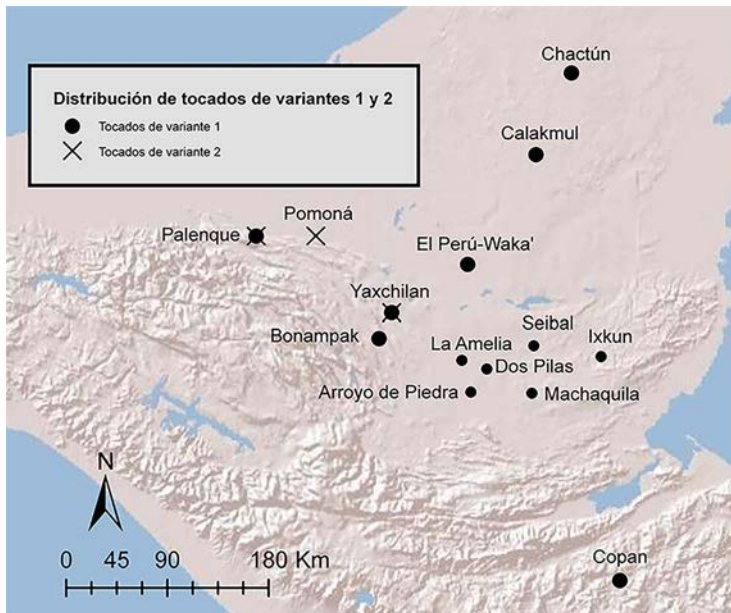 Chactún
Distribución de tocados de variantes 1 y 2
Tocados de variante 1
Tocados de variante 2
Calakmul
Pomoná
Palenque
El Perú-Waka'
Yaxchilan
Bonampak
Seibal
Ixkun
La Amelia
Dos Pilas
Arroyo de Piedra
Machaquila
N
0 45 90 180 Km
Copan